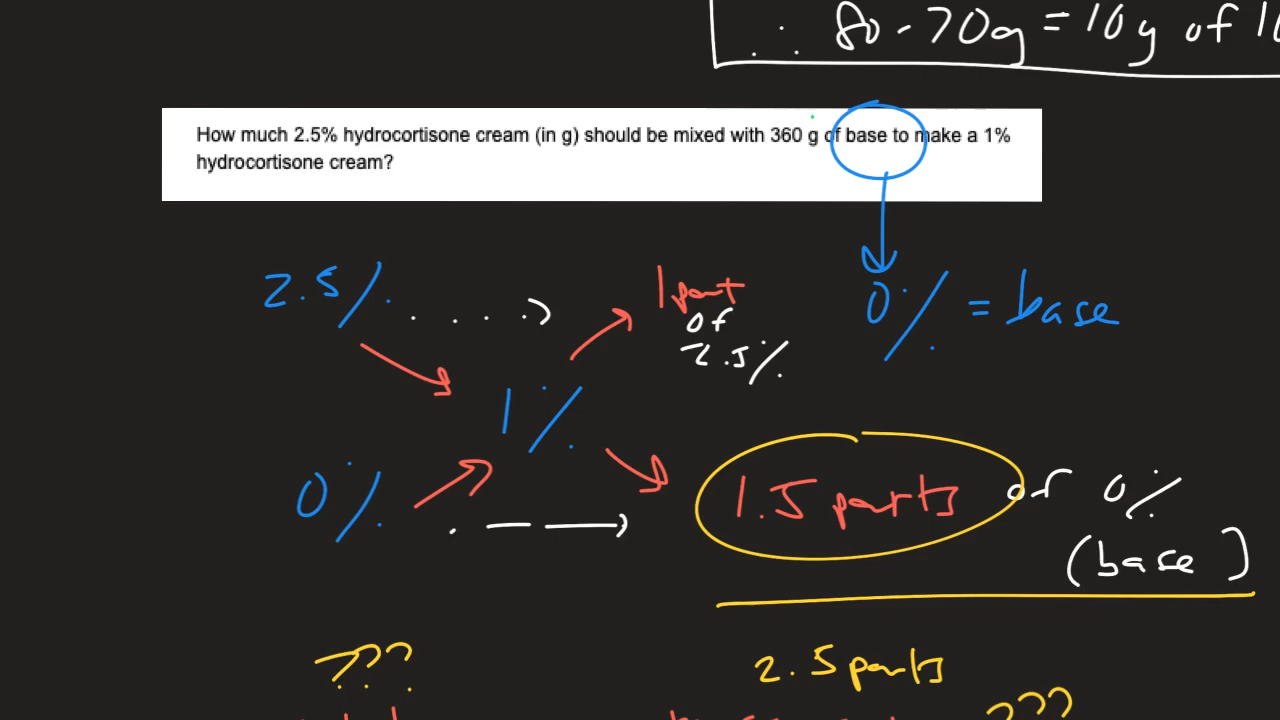 ∴ 80 - 70g = 10g of 10
How much 2.5% hydrocortisone cream (in g) should be mixed with 360 g of base to make a 1%
hydrocortisone cream?
2.5%
1 part
of
2.5%
0% = base
1%
0%
1.5 parts of 0%
(base)
???
2.5 parts
???